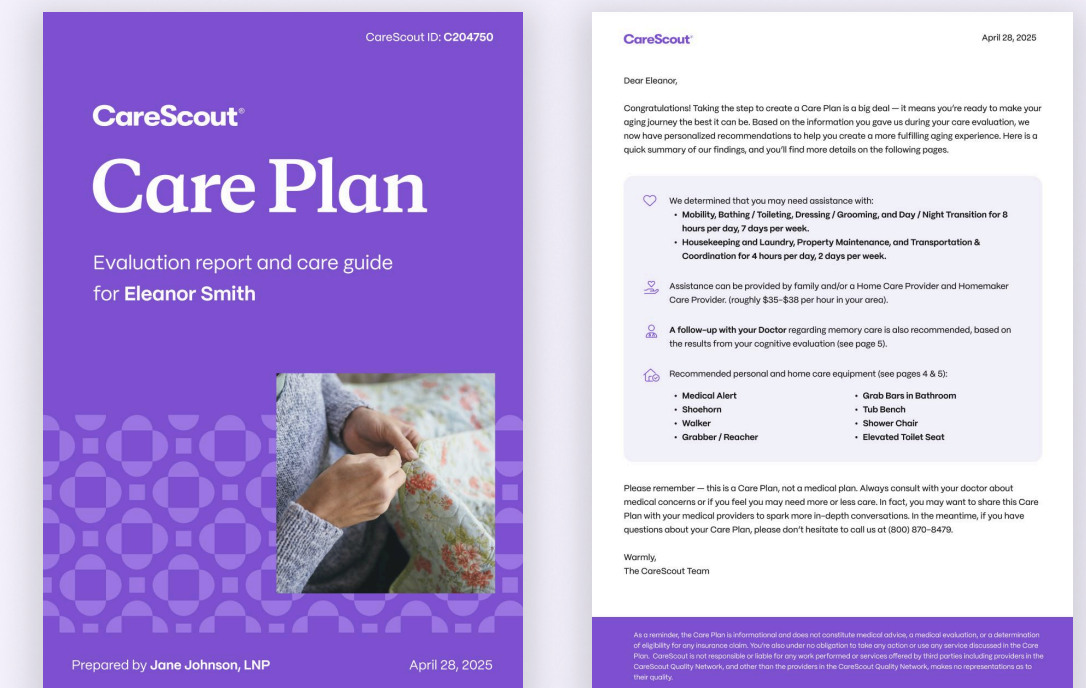 CareScout ID: C204750
CareScout®
Care Plan
Evaluation report and care guide
for Eleanor Smith
Prepared by Jane Johnson, LNP
April 28, 2025
CareScout®
April 28, 2025
Dear Eleanor,
Congratulations! Taking the step to create a Care Plan is a big deal — it means you're ready to make your
aging journey the best it can be. Based on the information you gave us during your care evaluation, we
now have personalized recommendations to help you create a more fulfilling aging experience. Here is a
quick summary of our findings, and you'll find more details on the following pages.
We determined that you may need assistance with:
• Mobility, Bathing / Toileting, Dressing / Grooming, and Day / Night Transition for 8
hours per day, 7 days per week.
• Housekeeping and Laundry, Property Maintenance, and Transportation &
Coordination for 4 hours per day, 2 days per week.
Assistance can be provided by family and/or a Home Care Provider and Homemaker
Care Provider. (roughly $35-$38 per hour in your area).
A follow-up with your Doctor regarding memory care is also recommended, based on
the results from your cognitive evaluation (see page 5).
Recommended personal and home care equipment (see pages 4 & 5):
• Medical Alert
• Shoehorn
• Walker
• Grabber / Reacher
• Grab Bars in Bathroom
• Tub Bench
• Shower Chair
• Elevated Toilet Seat
Please remember — this is a Care Plan, not a medical plan. Always consult with your doctor about
medical concerns or if you feel you may need more or less care. In fact, you may want to share this Care
Plan with your medical providers to spark more in-depth conversations. In the meantime, if you have
questions about your Care Plan, please don't hesitate to call us at (800) 870-8479.
Warmly,
The CareScout Team
As a reminder, the Care Plan is informational and does not constitute medical advice, a medical evaluation, or a determination
of eligibility for any insurance claim. You're also under no obligation to take any action or use any service discussed in the Care
Plan. CareScout is not responsible or liable for any work performed or services offered by third parties including providers in the
CareScout Quality Network, and other than the providers in the CareScout Quality Network, makes no representations as to
their quality.